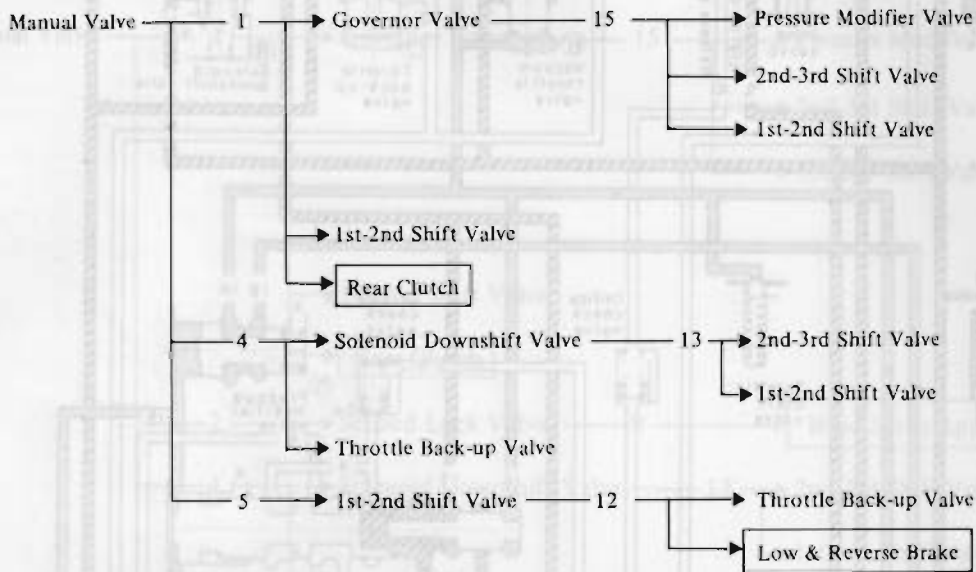 Manual Valve 1 Governor Valve 15 Pressure Modifier Valve
2nd-3rd Shift Valve
1st-2nd Shift Valve
1st-2nd Shift Valve
Rear Clutch
4 Solenoid Downshift Valve 13 2nd-3rd Shift Valve
1st-2nd Shift Valve
Throttle Back-up Valve
5 1st-2nd Shift Valve 12 Throttle Back-up Valve
Low & Reverse Brake